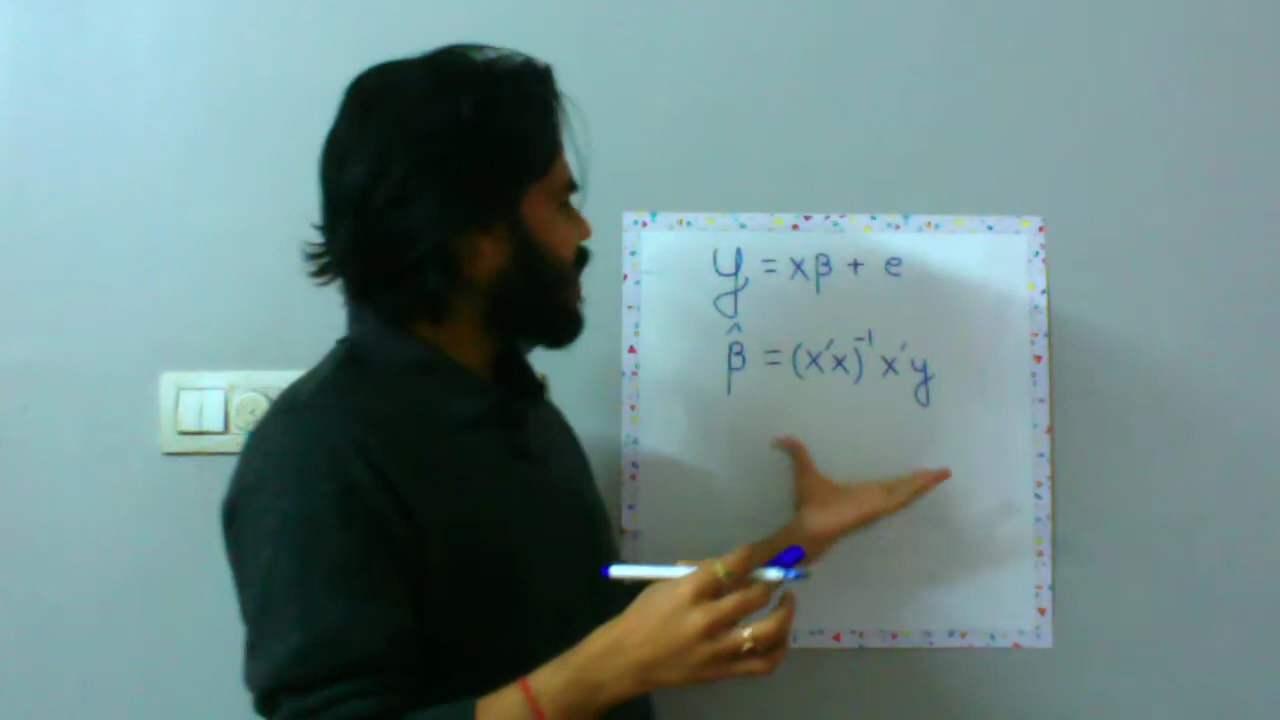 y = xβ + e
β̂ = (x'x)⁻¹ x'y